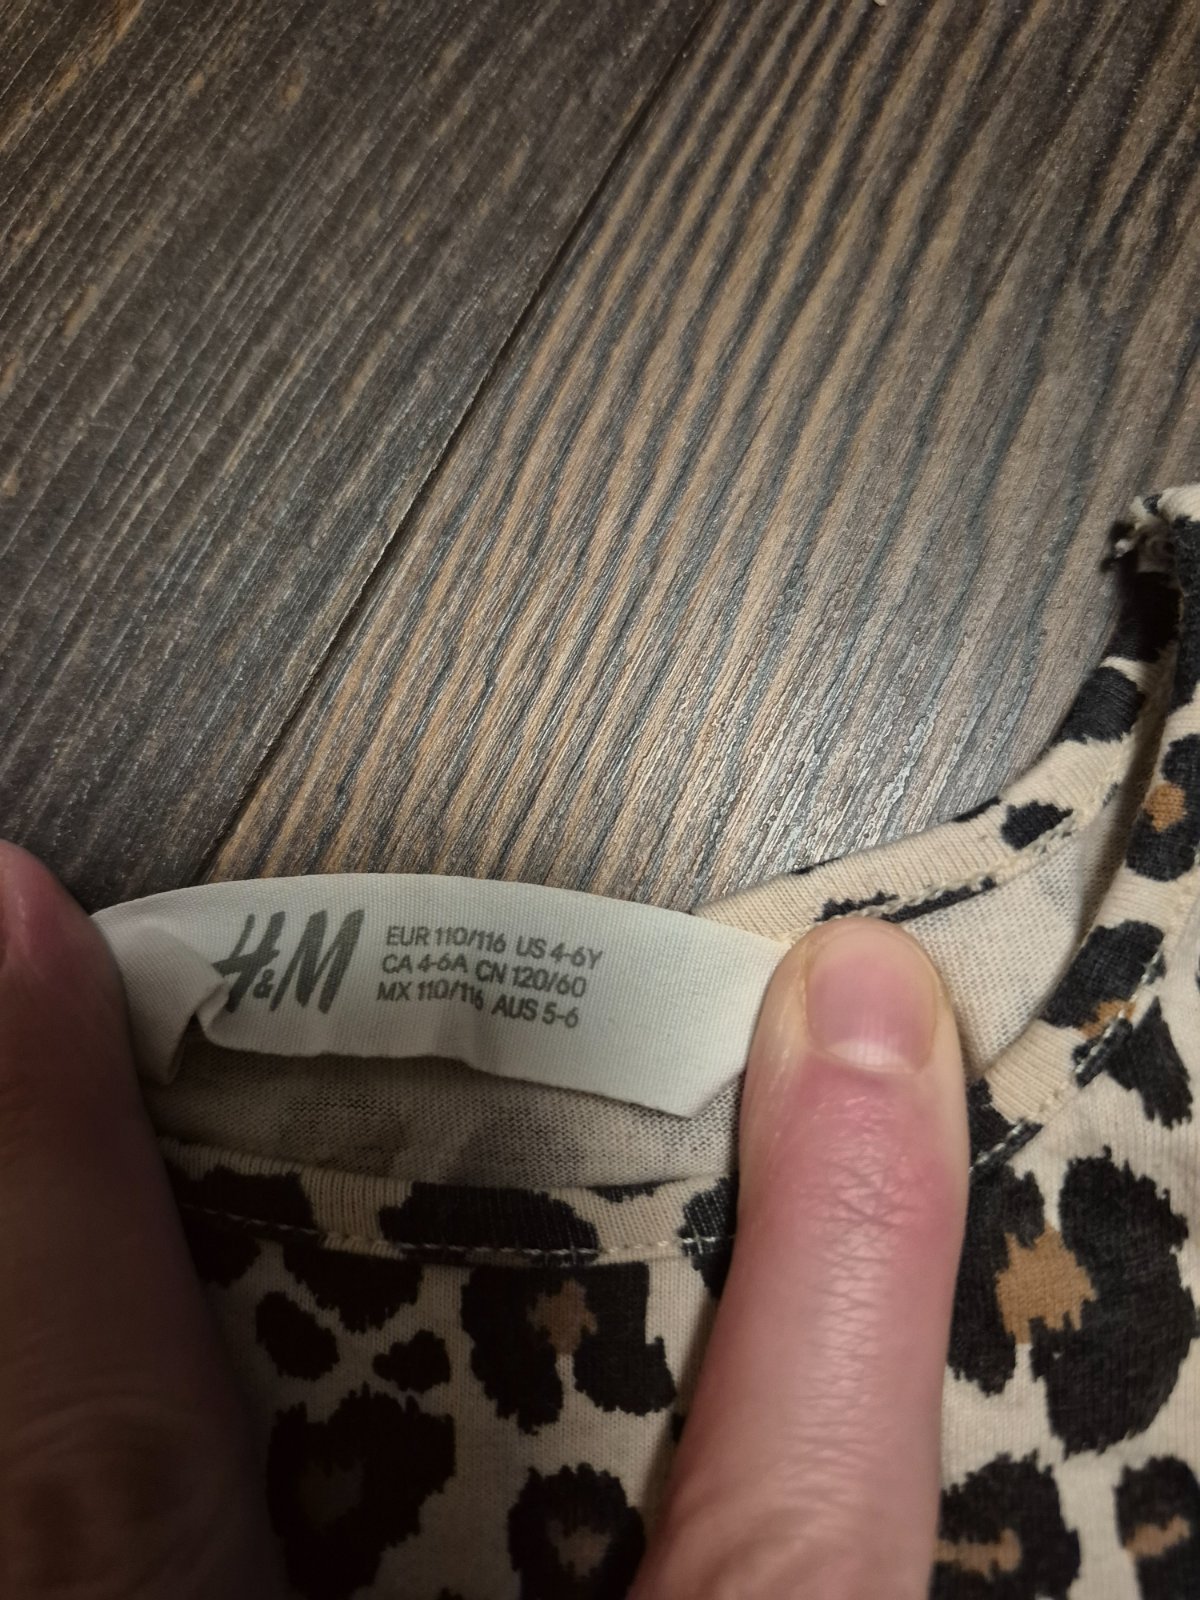 H&M
EUR 110/116 US 4-6Y
CA 4-6A CN 120/60
MX 110/116 AUS 5-6